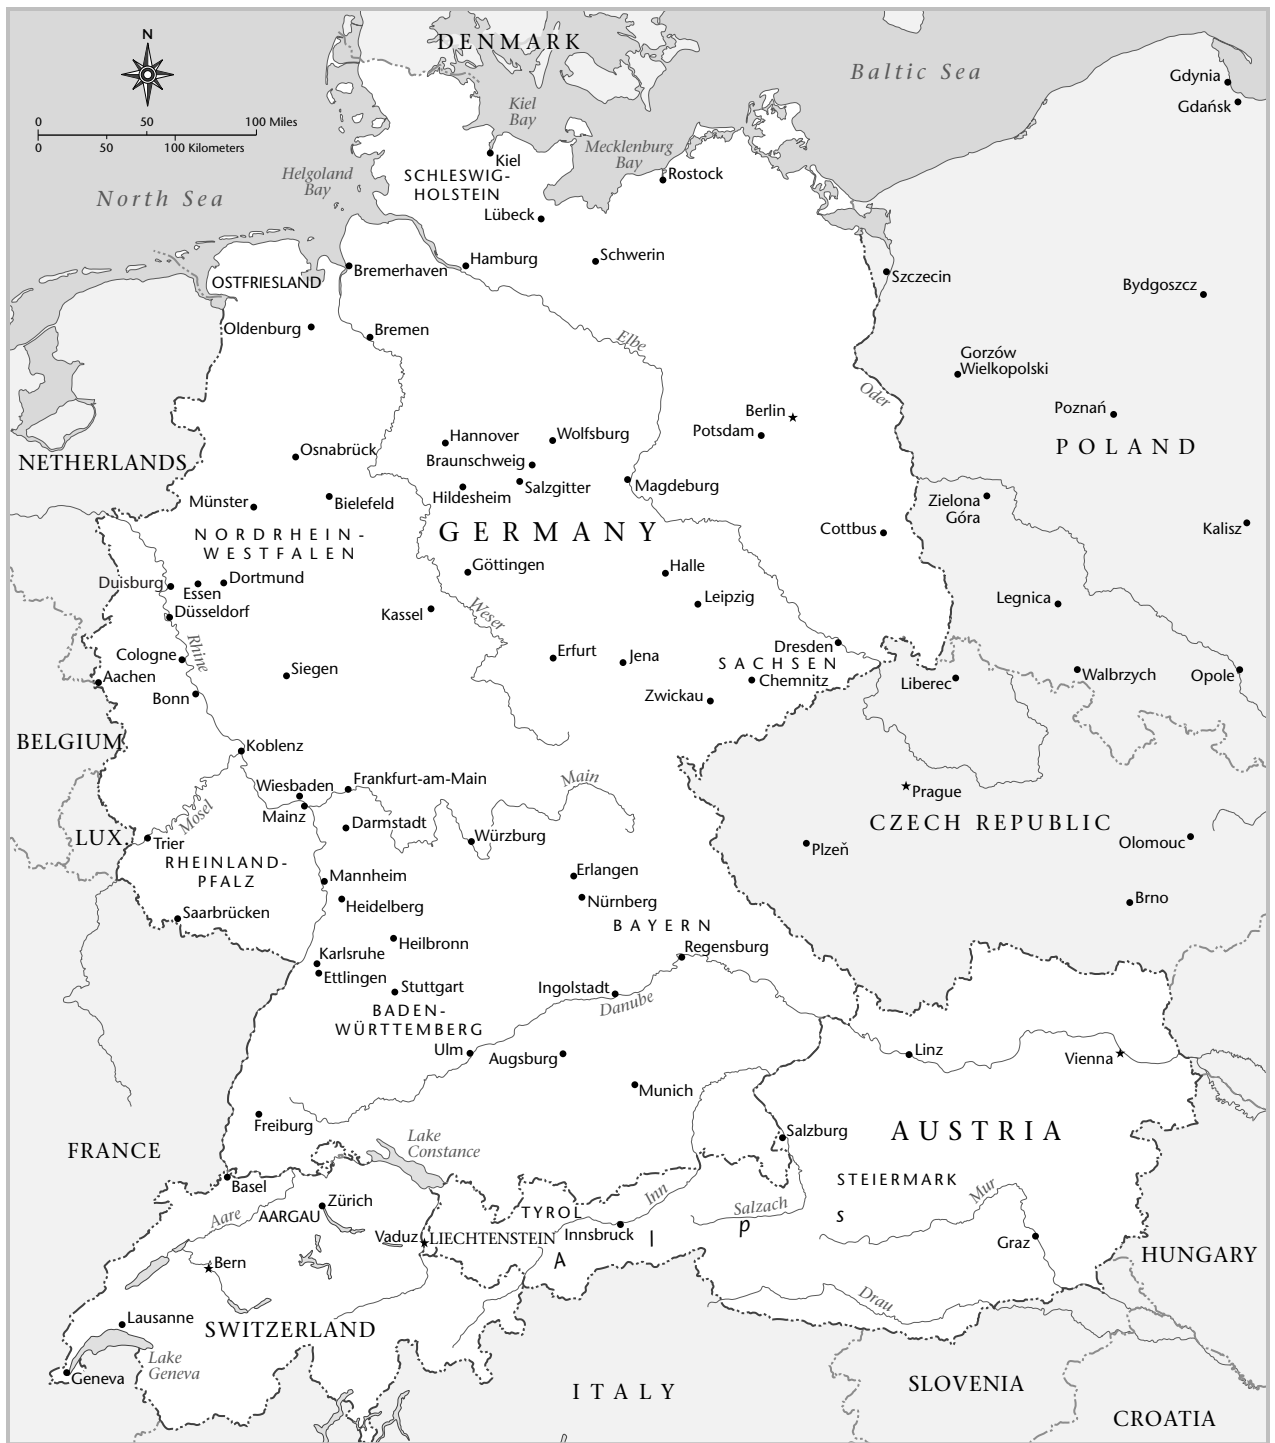 N
DENMARK
Baltic Sea
Gdynia
Gdańsk
0 50 100 Miles
0 50 100 Kilometers
Kiel
Bay
Mecklenburg
Bay
Helgoland
Bay
North Sea
Kiel
SCHLESWIG-
HOLSTEIN
Rostock
Lübeck
Schwerin
Hamburg
Bremerhaven
OSTFRIESLAND
Szczecin
Bydgoszcz
Oldenburg
Bremen
Elbe
Gorzów
Wielkopolski
Oder
Poznań
Berlin
Potsdam
POLAND
Hannover
Wolfsburg
Braunschweig
Osnabrück
NETHERLANDS
Hildesheim
Salzgitter
Magdeburg
Münster
Bielefeld
Zielona
Góra
Kalisz
NORDRHEIN-
WESTFALEN
GERMANY
Cottbus
Göttingen
Halle
Duisburg
Essen
Dortmund
Düsseldorf
Leipzig
Legnica
Kassel
Weser
Rhine
Cologne
Aachen
Bonn
Siegen
Erfurt
Jena
Dresden
SACHSEN
Chemnitz
Zwickau
Liberec
Walbrzych
Opole
BELGIUM
Koblenz
Wiesbaden
Frankfurt-am-Main
Main
Mainz
Mosel
Darmstadt
Würzburg
Prague
CZECH REPUBLIC
LUX.
Trier
Plzeň
Olomouc
RHEINLAND-
PFALZ
Mannheim
Erlangen
Heidelberg
Nürnberg
Brno
Saarbrücken
BAYERN
Heilbronn
Regensburg
Karlsruhe
Ettlingen
Stuttgart
Ingolstadt
Danube
BADEN-
WÜRTTEMBERG
Ulm
Augsburg
Linz
Vienna
Munich
Freiburg
FRANCE
Lake
Constance
Salzburg
AUSTRIA
Basel
STEIERMARK
Zürich
Inn
Mur
Aare
AARGAU
TYROL
Salzach
Vaduz
LIECHTENSTEIN
Innsbruck
A l p s
Graz
HUNGARY
Bern
Drau
Lausanne
SWITZERLAND
Lake
Geneva
Geneva
ITALY
SLOVENIA
CROATIA